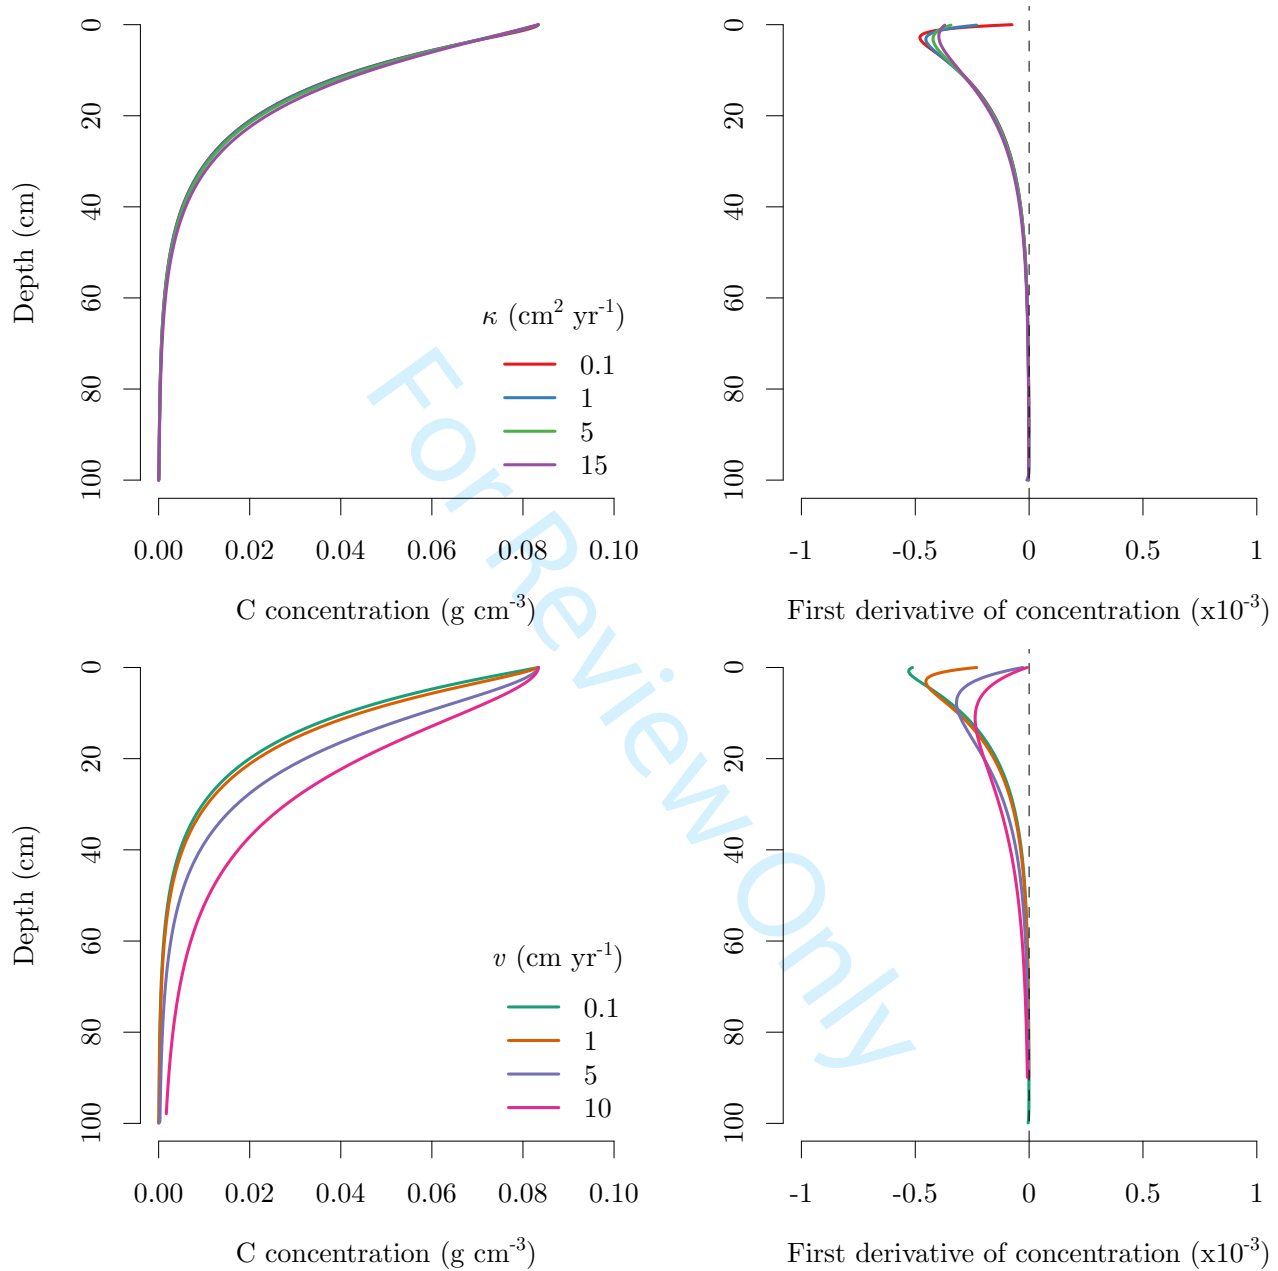 0
20
40
60
80
100
Depth (cm)
0.00 0.02 0.04 0.06 0.08 0.10
C concentration (g cm-3)
κ (cm2 yr-1)
0.1
1
5
15
0
20
40
60
80
100
-1 -0.5 0 0.5 1
First derivative of concentration (x10-3)
0
20
40
60
80
100
Depth (cm)
0.00 0.02 0.04 0.06 0.08 0.10
C concentration (g cm-3)
v (cm yr-1)
0.1
1
5
10
0
20
40
60
80
100
-1 -0.5 0 0.5 1
First derivative of concentration (x10-3)
For Review Only